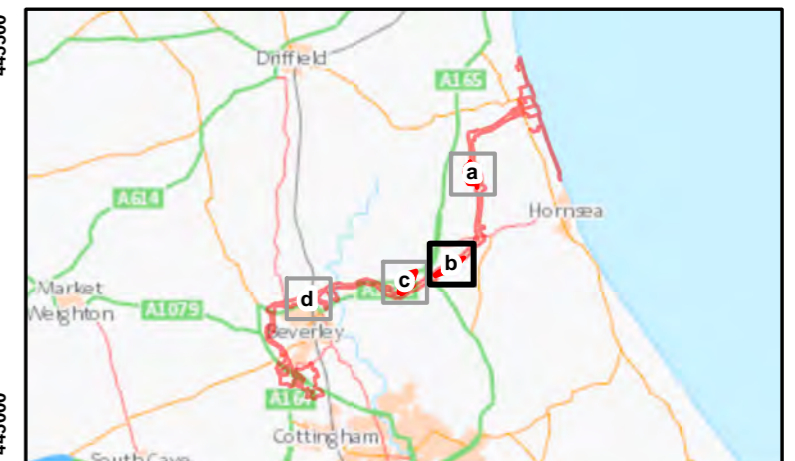 Driffield
A165
a
A614
Hornsea
b
c
d
Market
Weighton
A1079
Beverley
A164
Cottingham
South Cave